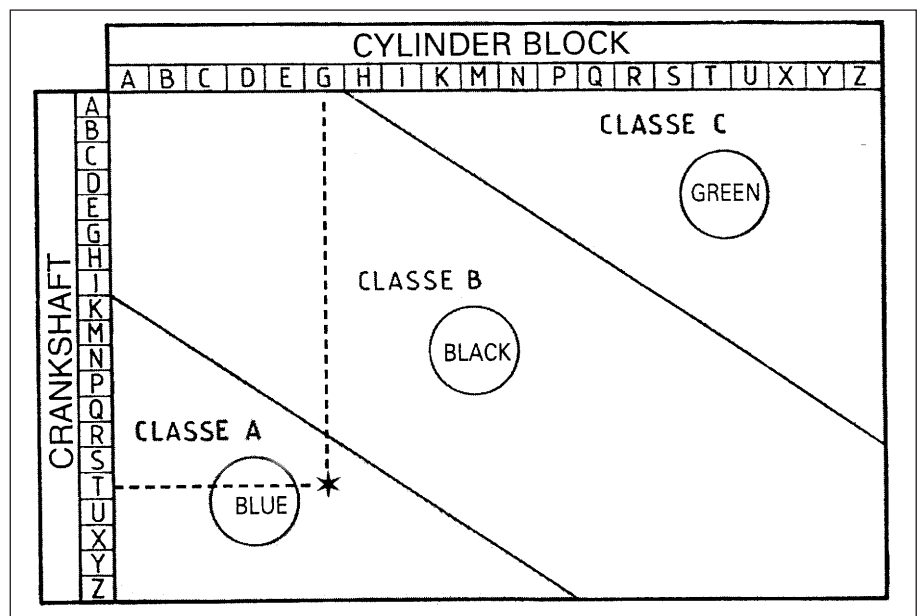 CYLINDER BLOCK
A B C D E G H I K M N P Q R S T U X Y Z
CRANKSHAFT
A
B
C
D
E
G
H
I
K
M
N
P
Q
R
S
T
U
X
Y
Z
CLASSE C
GREEN
CLASSE B
BLACK
CLASSE A
BLUE